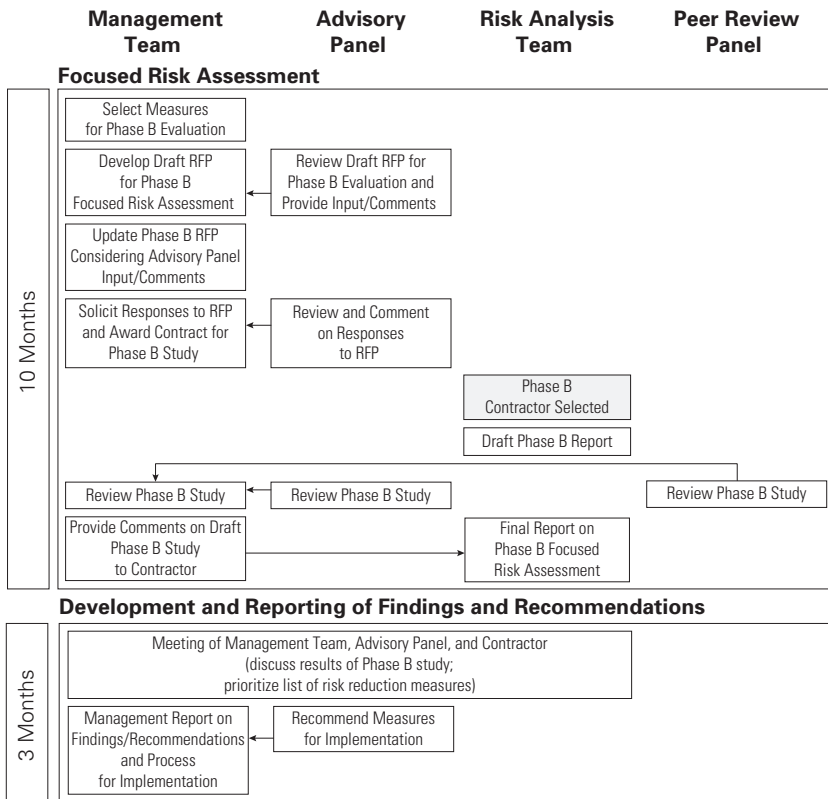 Management
Team
Advisory
Panel
Risk Analysis
Team
Peer Review
Panel
Focused Risk Assessment
10 Months
Select Measures
for Phase B Evaluation
Develop Draft RFP
for Phase B
Focused Risk Assessment
Review Draft RFP for
Phase B Evaluation and
Provide Input/Comments
Update Phase B RFP
Considering Advisory Panel
Input/Comments
Solicit Responses to RFP
and Award Contract for
Phase B Study
Review and Comment
on Responses
to RFP
Phase B
Contractor Selected
Draft Phase B Report
Review Phase B Study
Review Phase B Study
Review Phase B Study
Provide Comments on Draft
Phase B Study
to Contractor
Final Report on
Phase B Focused
Risk Assessment
Development and Reporting of Findings and Recommendations
3 Months
Meeting of Management Team, Advisory Panel, and Contractor
(discuss results of Phase B study;
prioritize list of risk reduction measures)
Management Report on
Findings/Recommendations
and Process
for Implementation
Recommend Measures
for Implementation